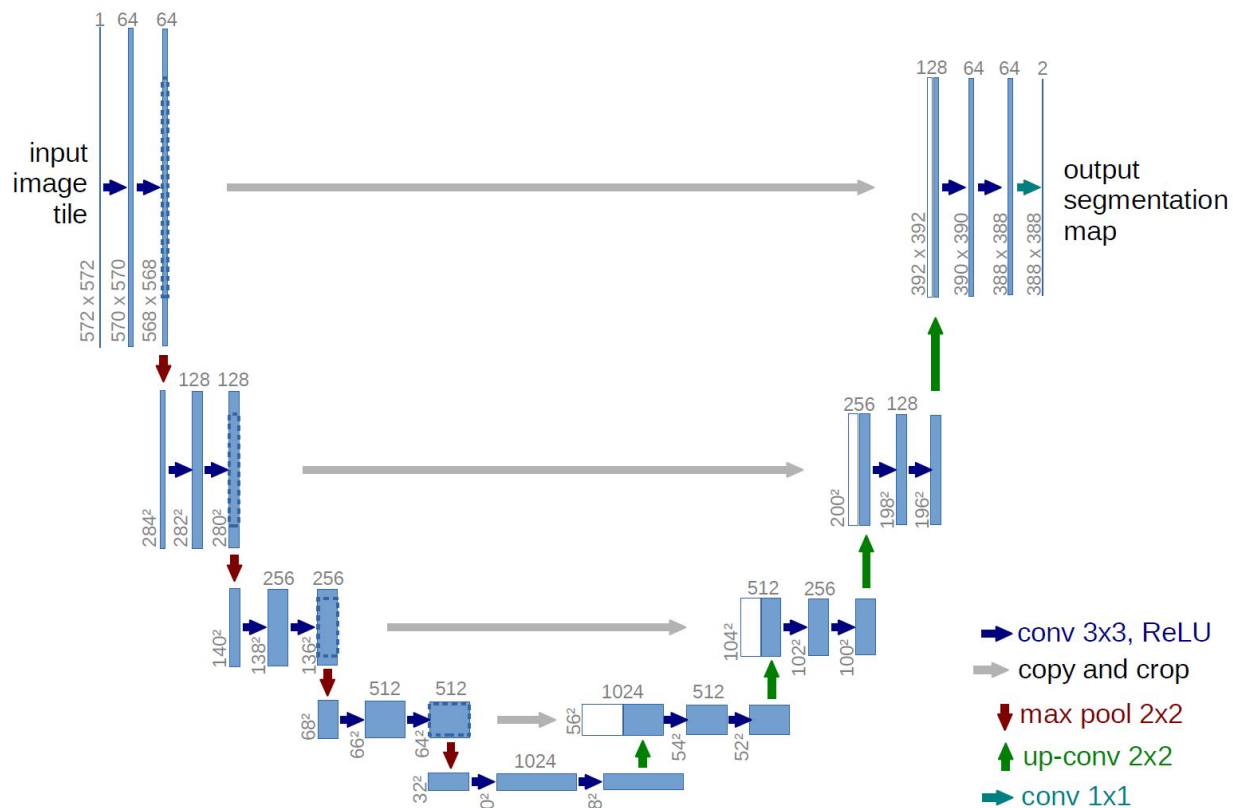 1 64 64
128 64 64 2
input
image
tile
output
segmentation
map
572 x 572
570 x 570
568 x 568
392 x 392
390 x 390
388 x 388
388 x 388
128 128
256 128
284²
282²
280²
200²
198²
196²
256 256
512 256
140²
138²
136²
104²
102²
100²
512 512
1024 512
68²
66²
64²
56²
54²
52²
1024
32²
conv 3x3, ReLU
copy and crop
max pool 2x2
up-conv 2x2
conv 1x1